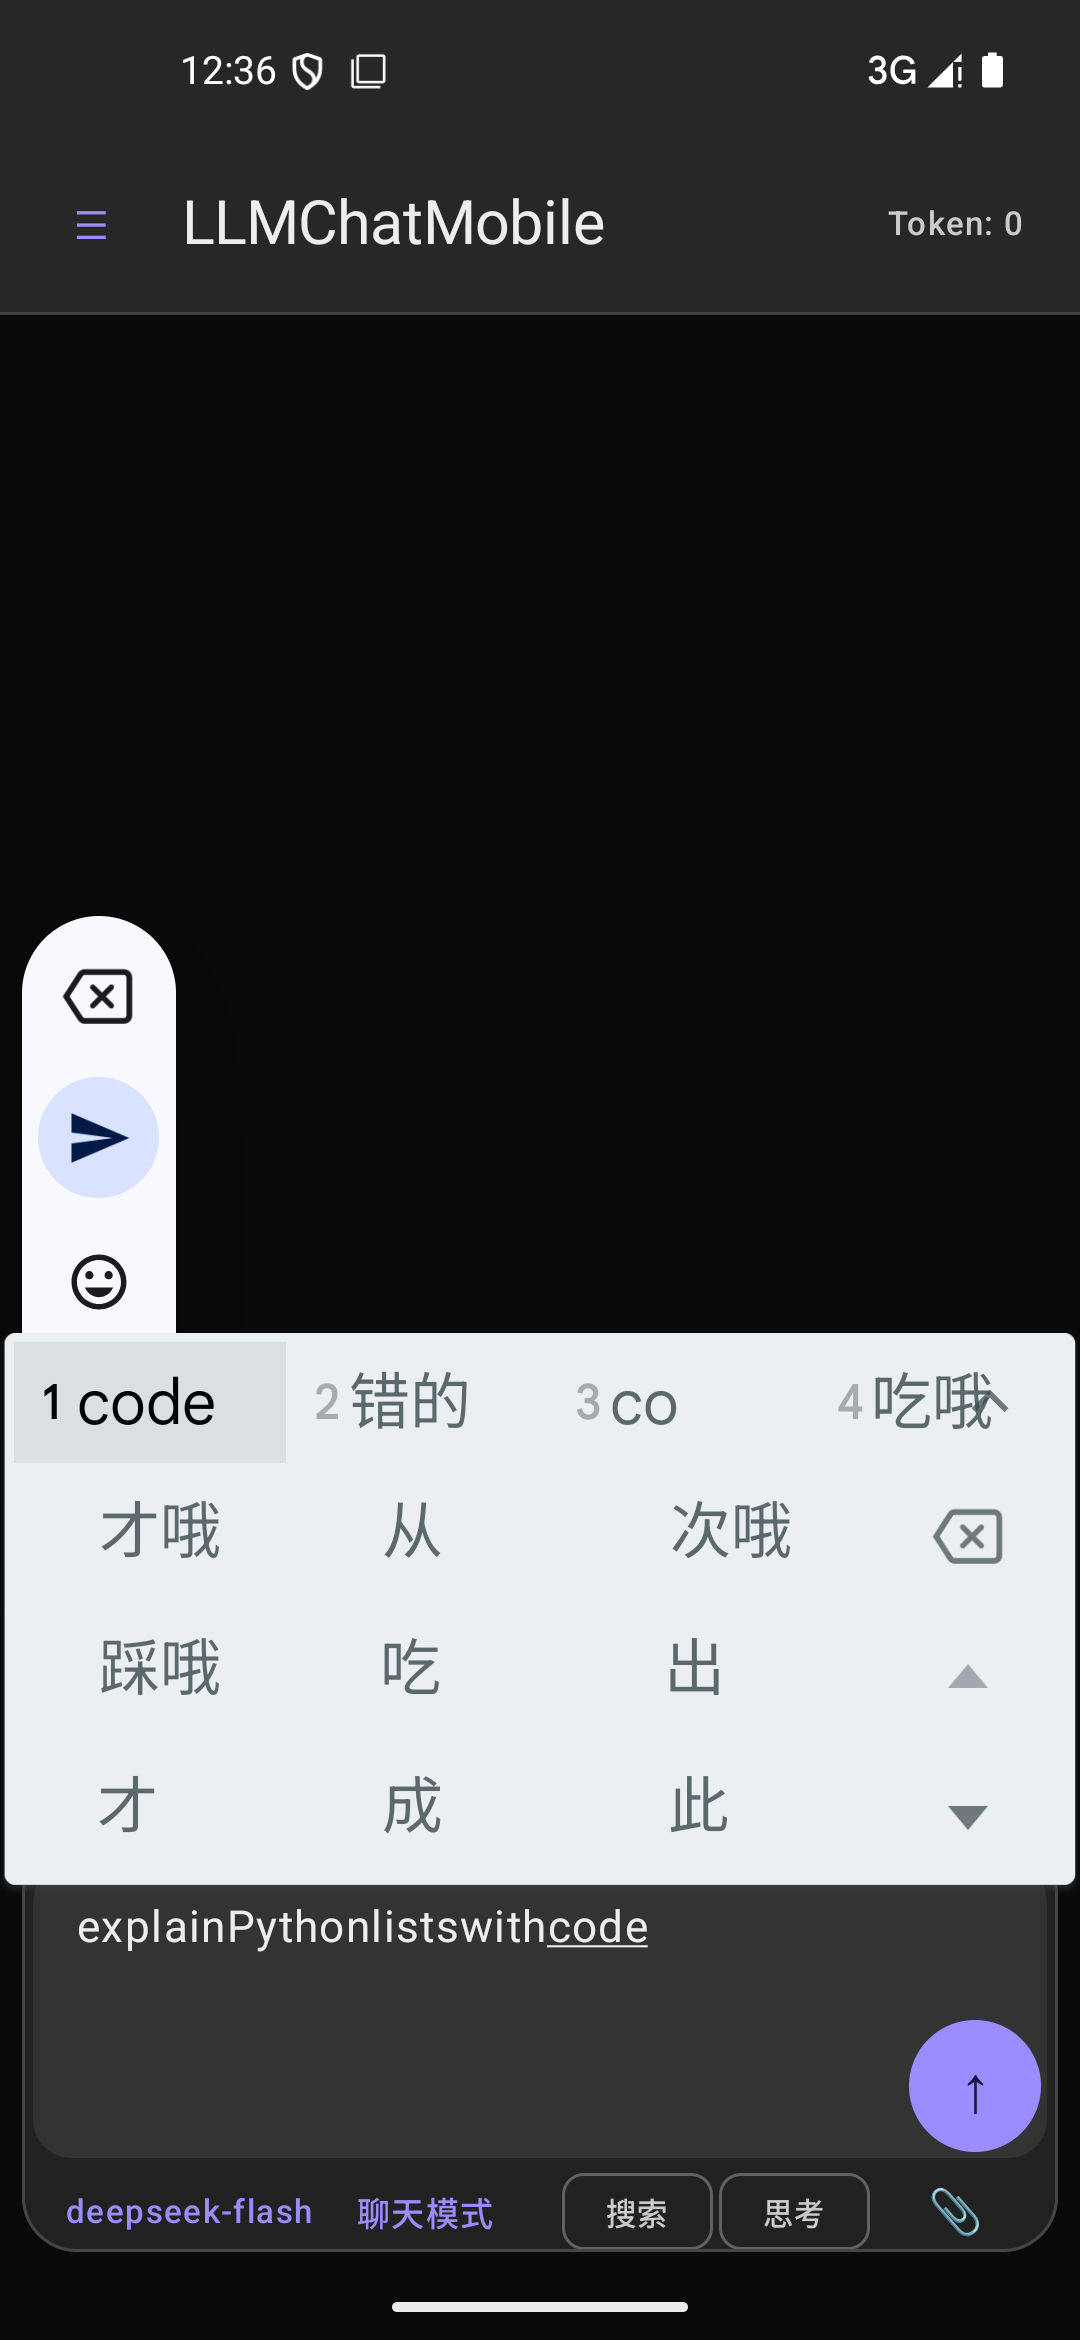 12:36 3G
☰ LLMChatMobile Token: 0
1 code 2 错的 3 co 4 吃哦
才哦 从 次哦
踩哦 吃 出
才 成 此
explainPythonlistswithcode
↑
deepseek-flash 聊天模式 搜索 思考